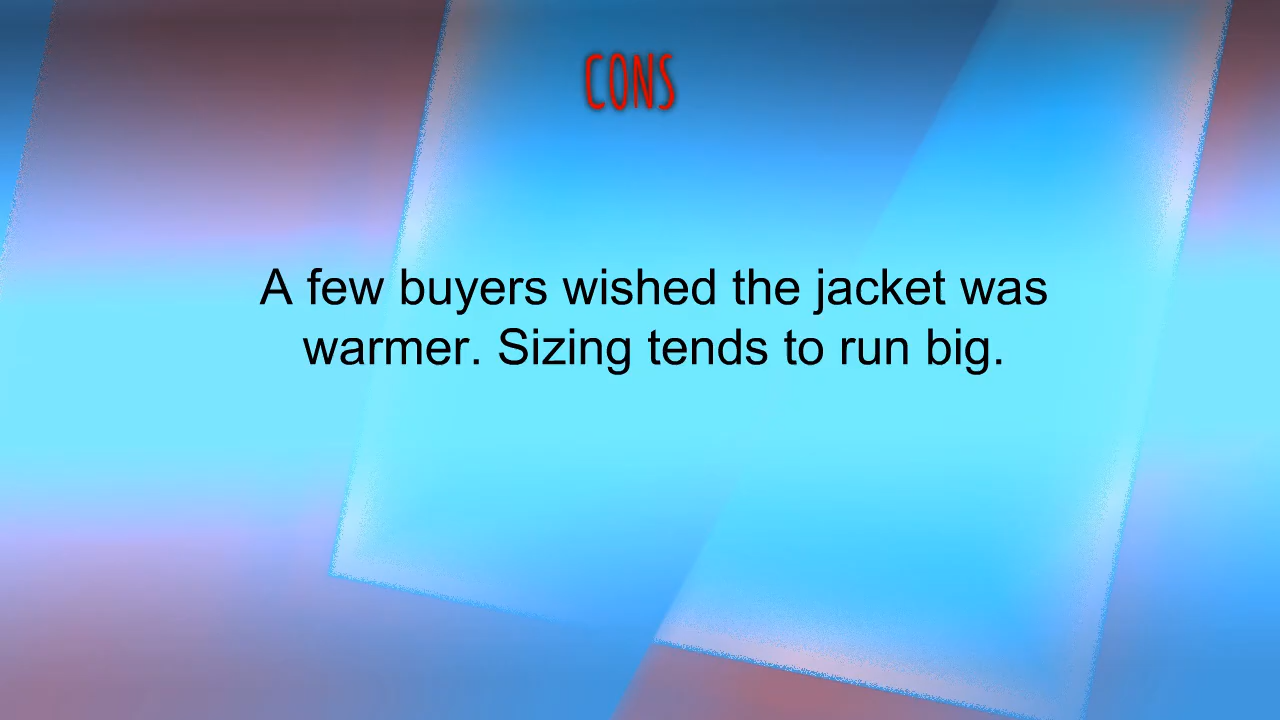 CONS
A few buyers wished the jacket was
warmer. Sizing tends to run big.